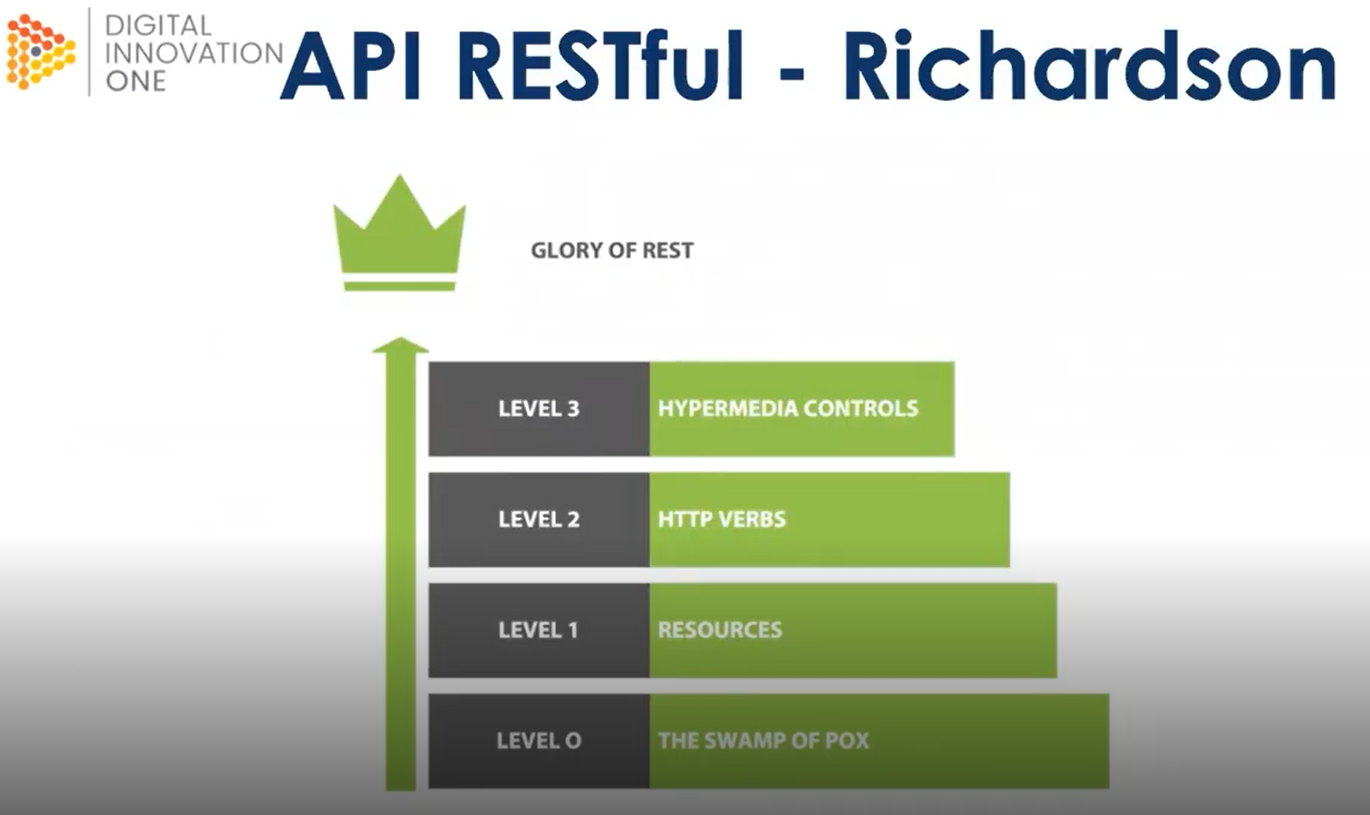 DIGITAL
INNOVATION
ONE
API RESTful - Richardson
GLORY OF REST
LEVEL 3 HYPERMEDIA CONTROLS
LEVEL 2 HTTP VERBS
LEVEL 1 RESOURCES
LEVEL O THE SWAMP OF POX